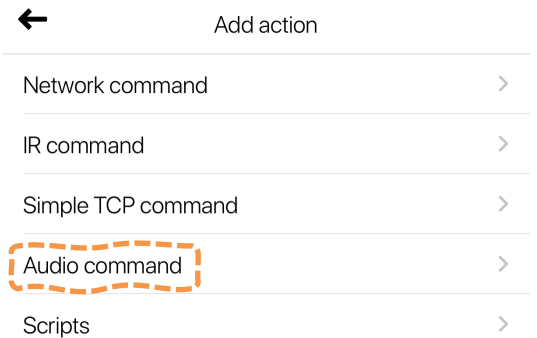 Add action
Network command
IR command
Simple TCP command
Audio command
Scripts